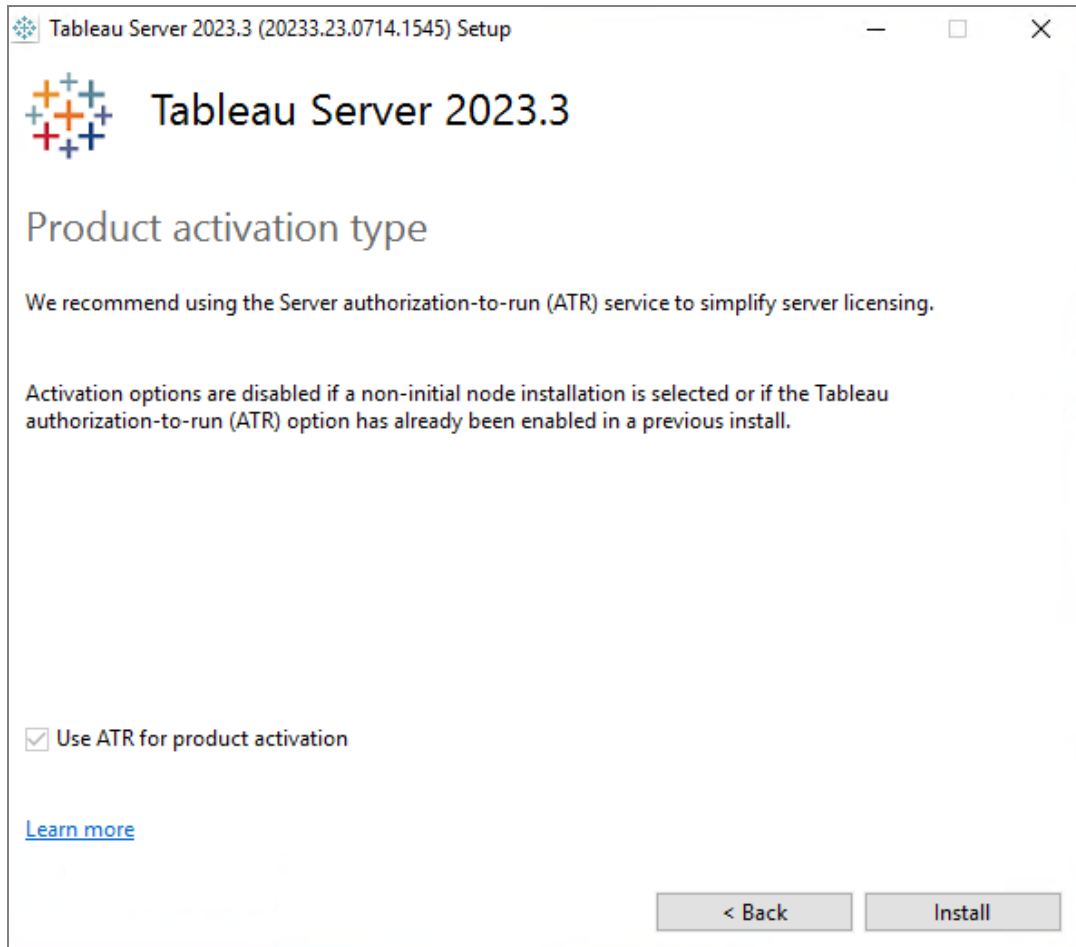 Tableau Server 2023.3 (20233.23.0714.1545) Setup
Tableau Server 2023.3
Product activation type
We recommend using the Server authorization-to-run (ATR) service to simplify server licensing.
Activation options are disabled if a non-initial node installation is selected or if the Tableau
authorization-to-run (ATR) option has already been enabled in a previous install.
Use ATR for product activation
Learn more
< Back
Install